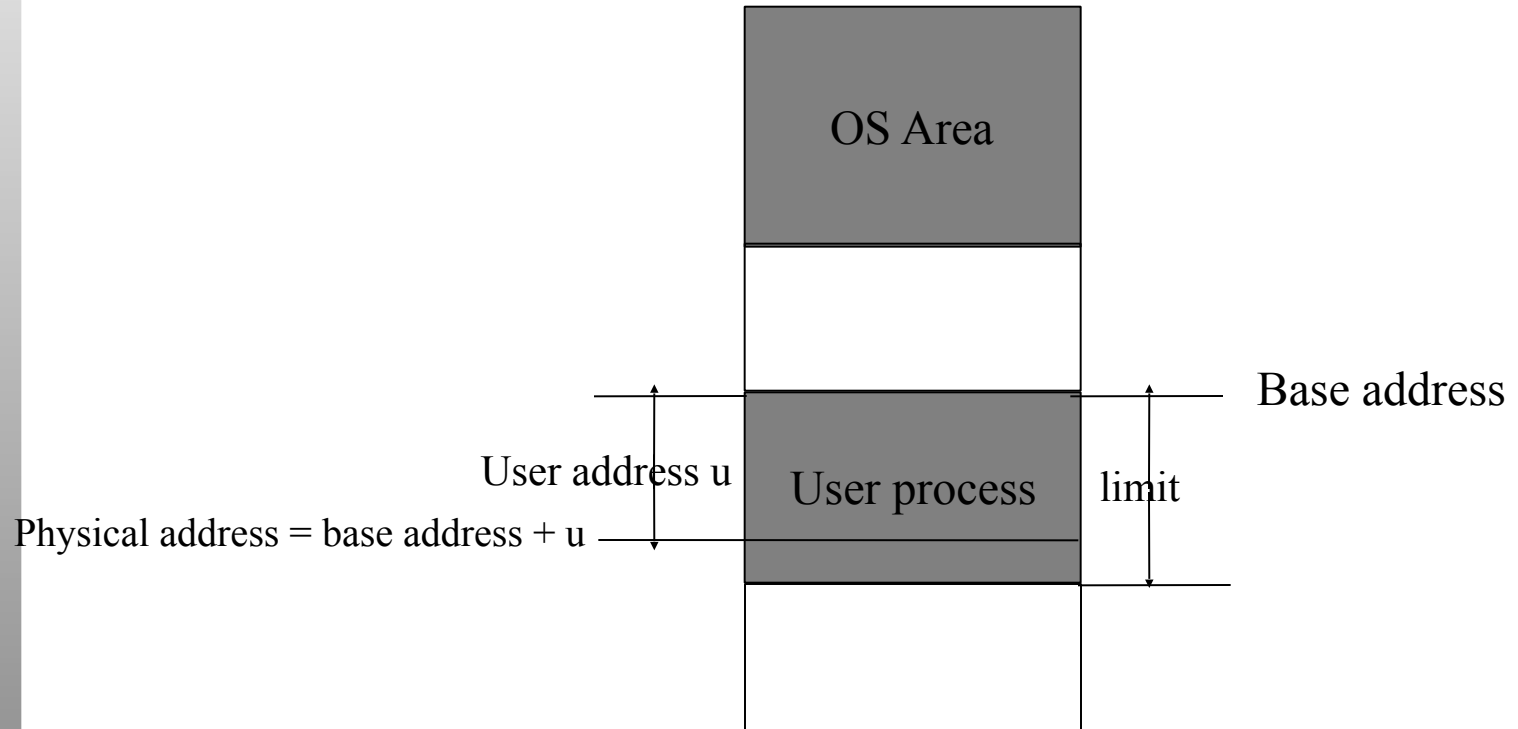 OS Area
Base address
User address u
User process
limit
Physical address = base address + u